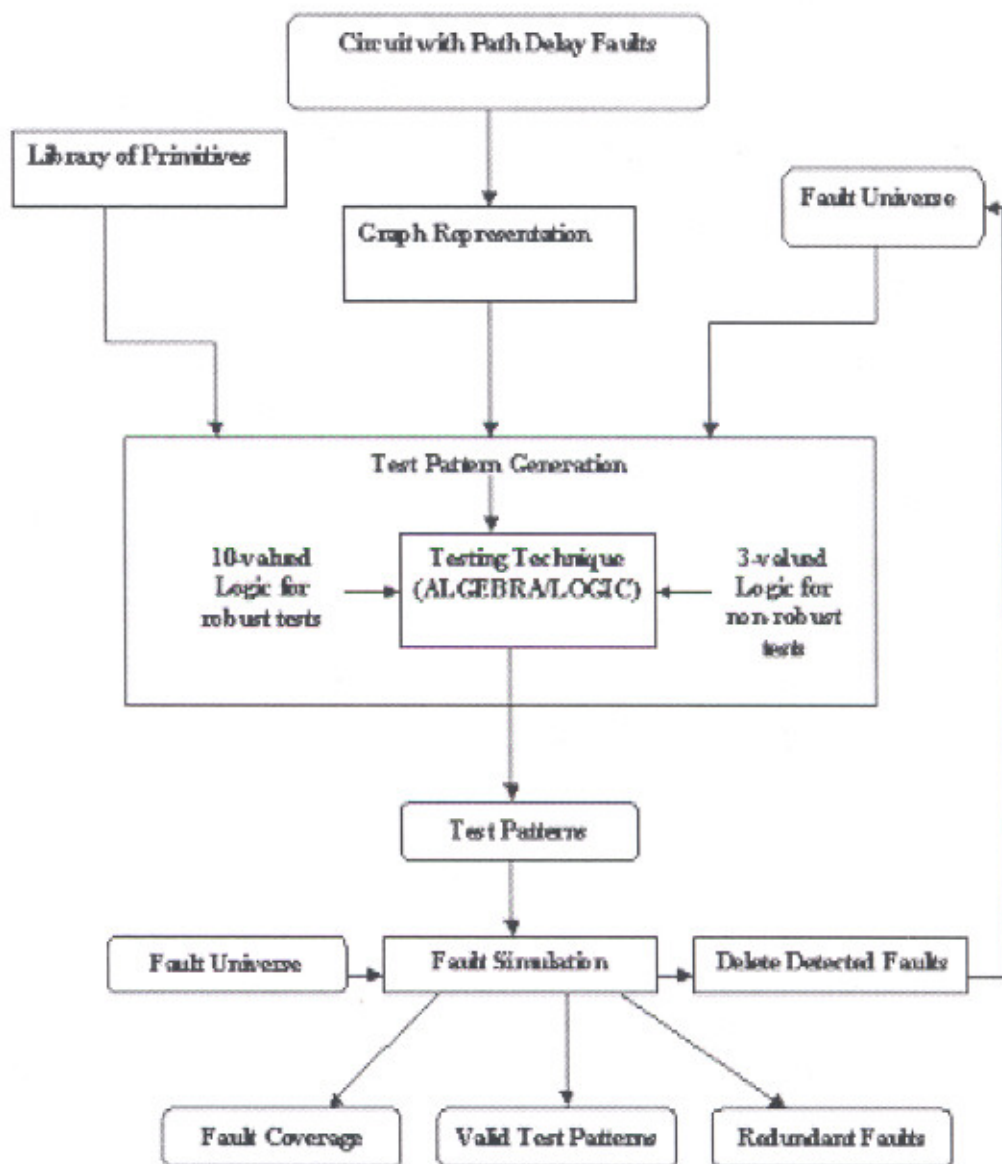 Circuit with Path Delay Faults
Library of Primitives
Fault Universe
Graph Representation
Test Pattern Generation
10-valued
Logic for
robust tests
Testing Technique
(ALGEBRA/LOGIC)
3-valued
Logic for
non-robust
tests
Test Patterns
Fault Universe
Fault Simulation
Delete Detected Faults
Fault Coverage
Valid Test Patterns
Redundant Faults